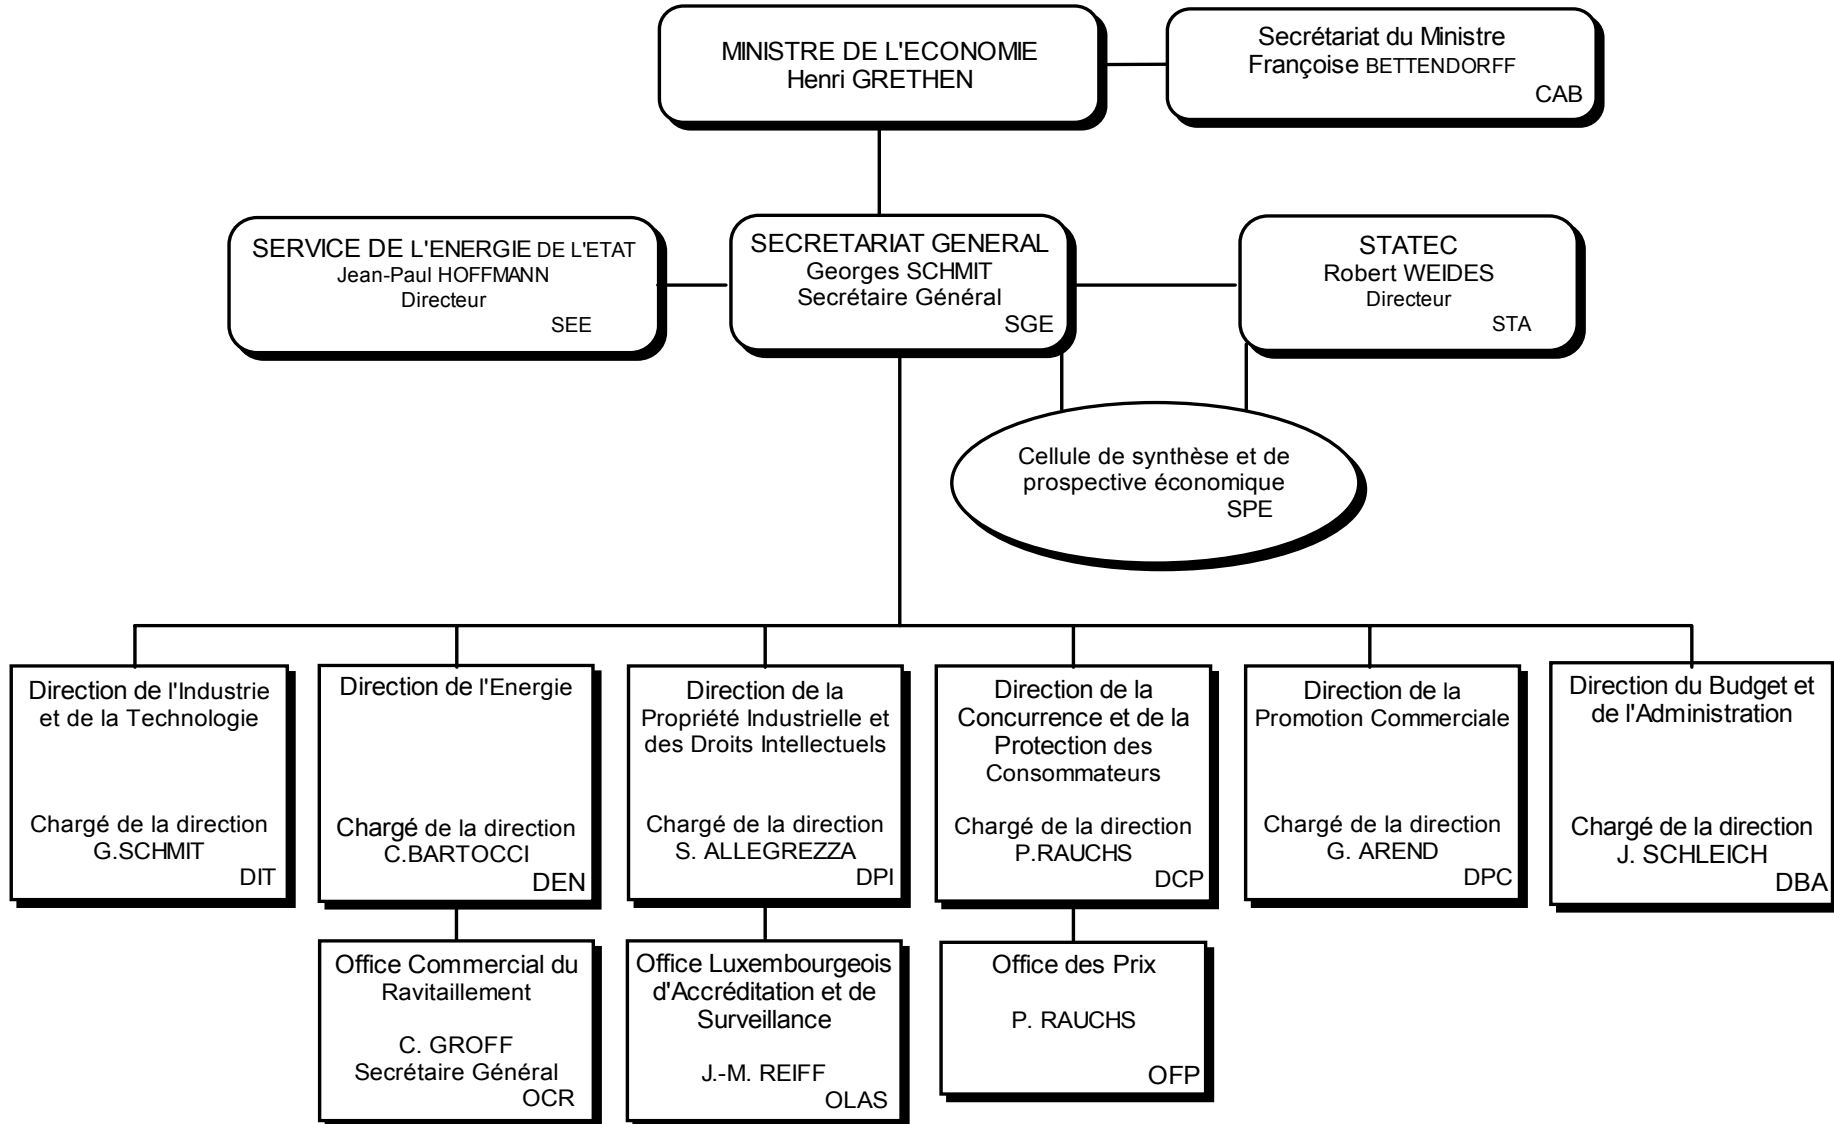 MINISTRE DE L'ECONOMIE
Henri GRETHEN
Secrétariat du Ministre
Françoise BETTENDORFF
CAB
SERVICE DE L'ENERGIE DE L'ETAT
Jean-Paul HOFFMANN
Directeur
SEE
SECRETARIAT GENERAL
Georges SCHMIT
Secrétaire Général
SGE
STATEC
Robert WEIDES
Directeur
STA
Cellule de synthèse et de
prospective économique
SPE
Direction de l'Industrie
et de la Technologie
Chargé de la direction
G.SCHMIT
DIT
Direction de l'Energie
Chargé de la direction
C.BARTOCCI
DEN
Direction de la
Propriété Industrielle et
des Droits Intellectuels
Chargé de la direction
S. ALLEGREZZA
DPI
Direction de la
Concurrence et de la
Protection des
Consommateurs
Chargé de la direction
P.RAUCHS
DCP
Direction de la
Promotion Commerciale
Chargé de la direction
G. AREND
DPC
Direction du Budget et
de l'Administration
Chargé de la direction
J. SCHLEICH
DBA
Office Commercial du
Ravitaillement
C. GROFF
Secrétaire Général
OCR
Office Luxembourgeois
d'Accréditation et de
Surveillance
J.-M. REIFF
OLAS
Office des Prix
P. RAUCHS
OFP